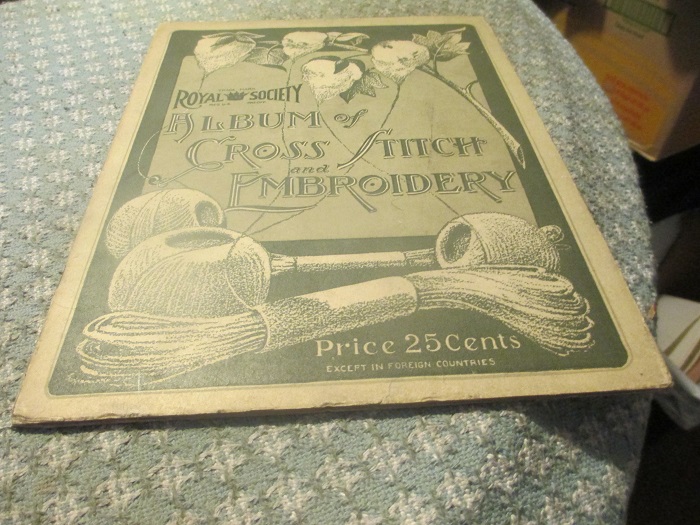 ROYAL SOCIETY
ALBUM of
CROSS STITCH
and
EMBROIDERY
Price 25 Cents
EXCEPT IN FOREIGN COUNTRIES